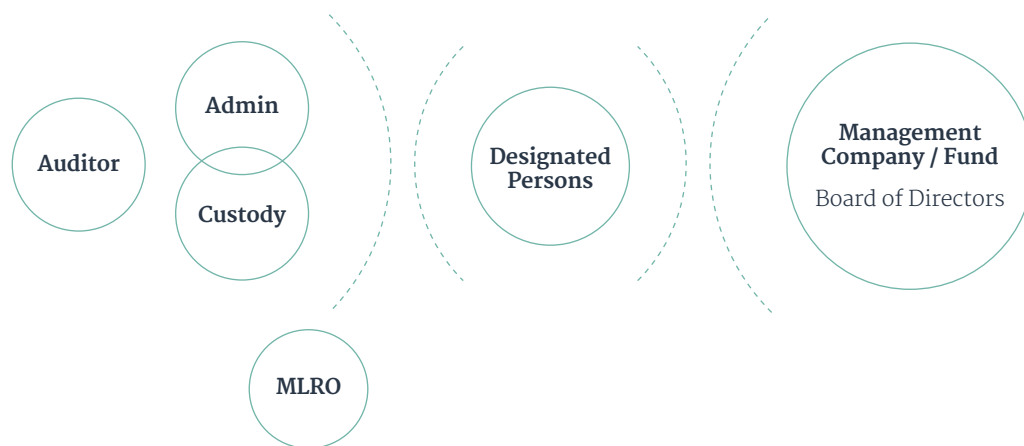 Auditor
Admin
Custody
MLRO
Designated
Persons
Management
Company / Fund
Board of Directors